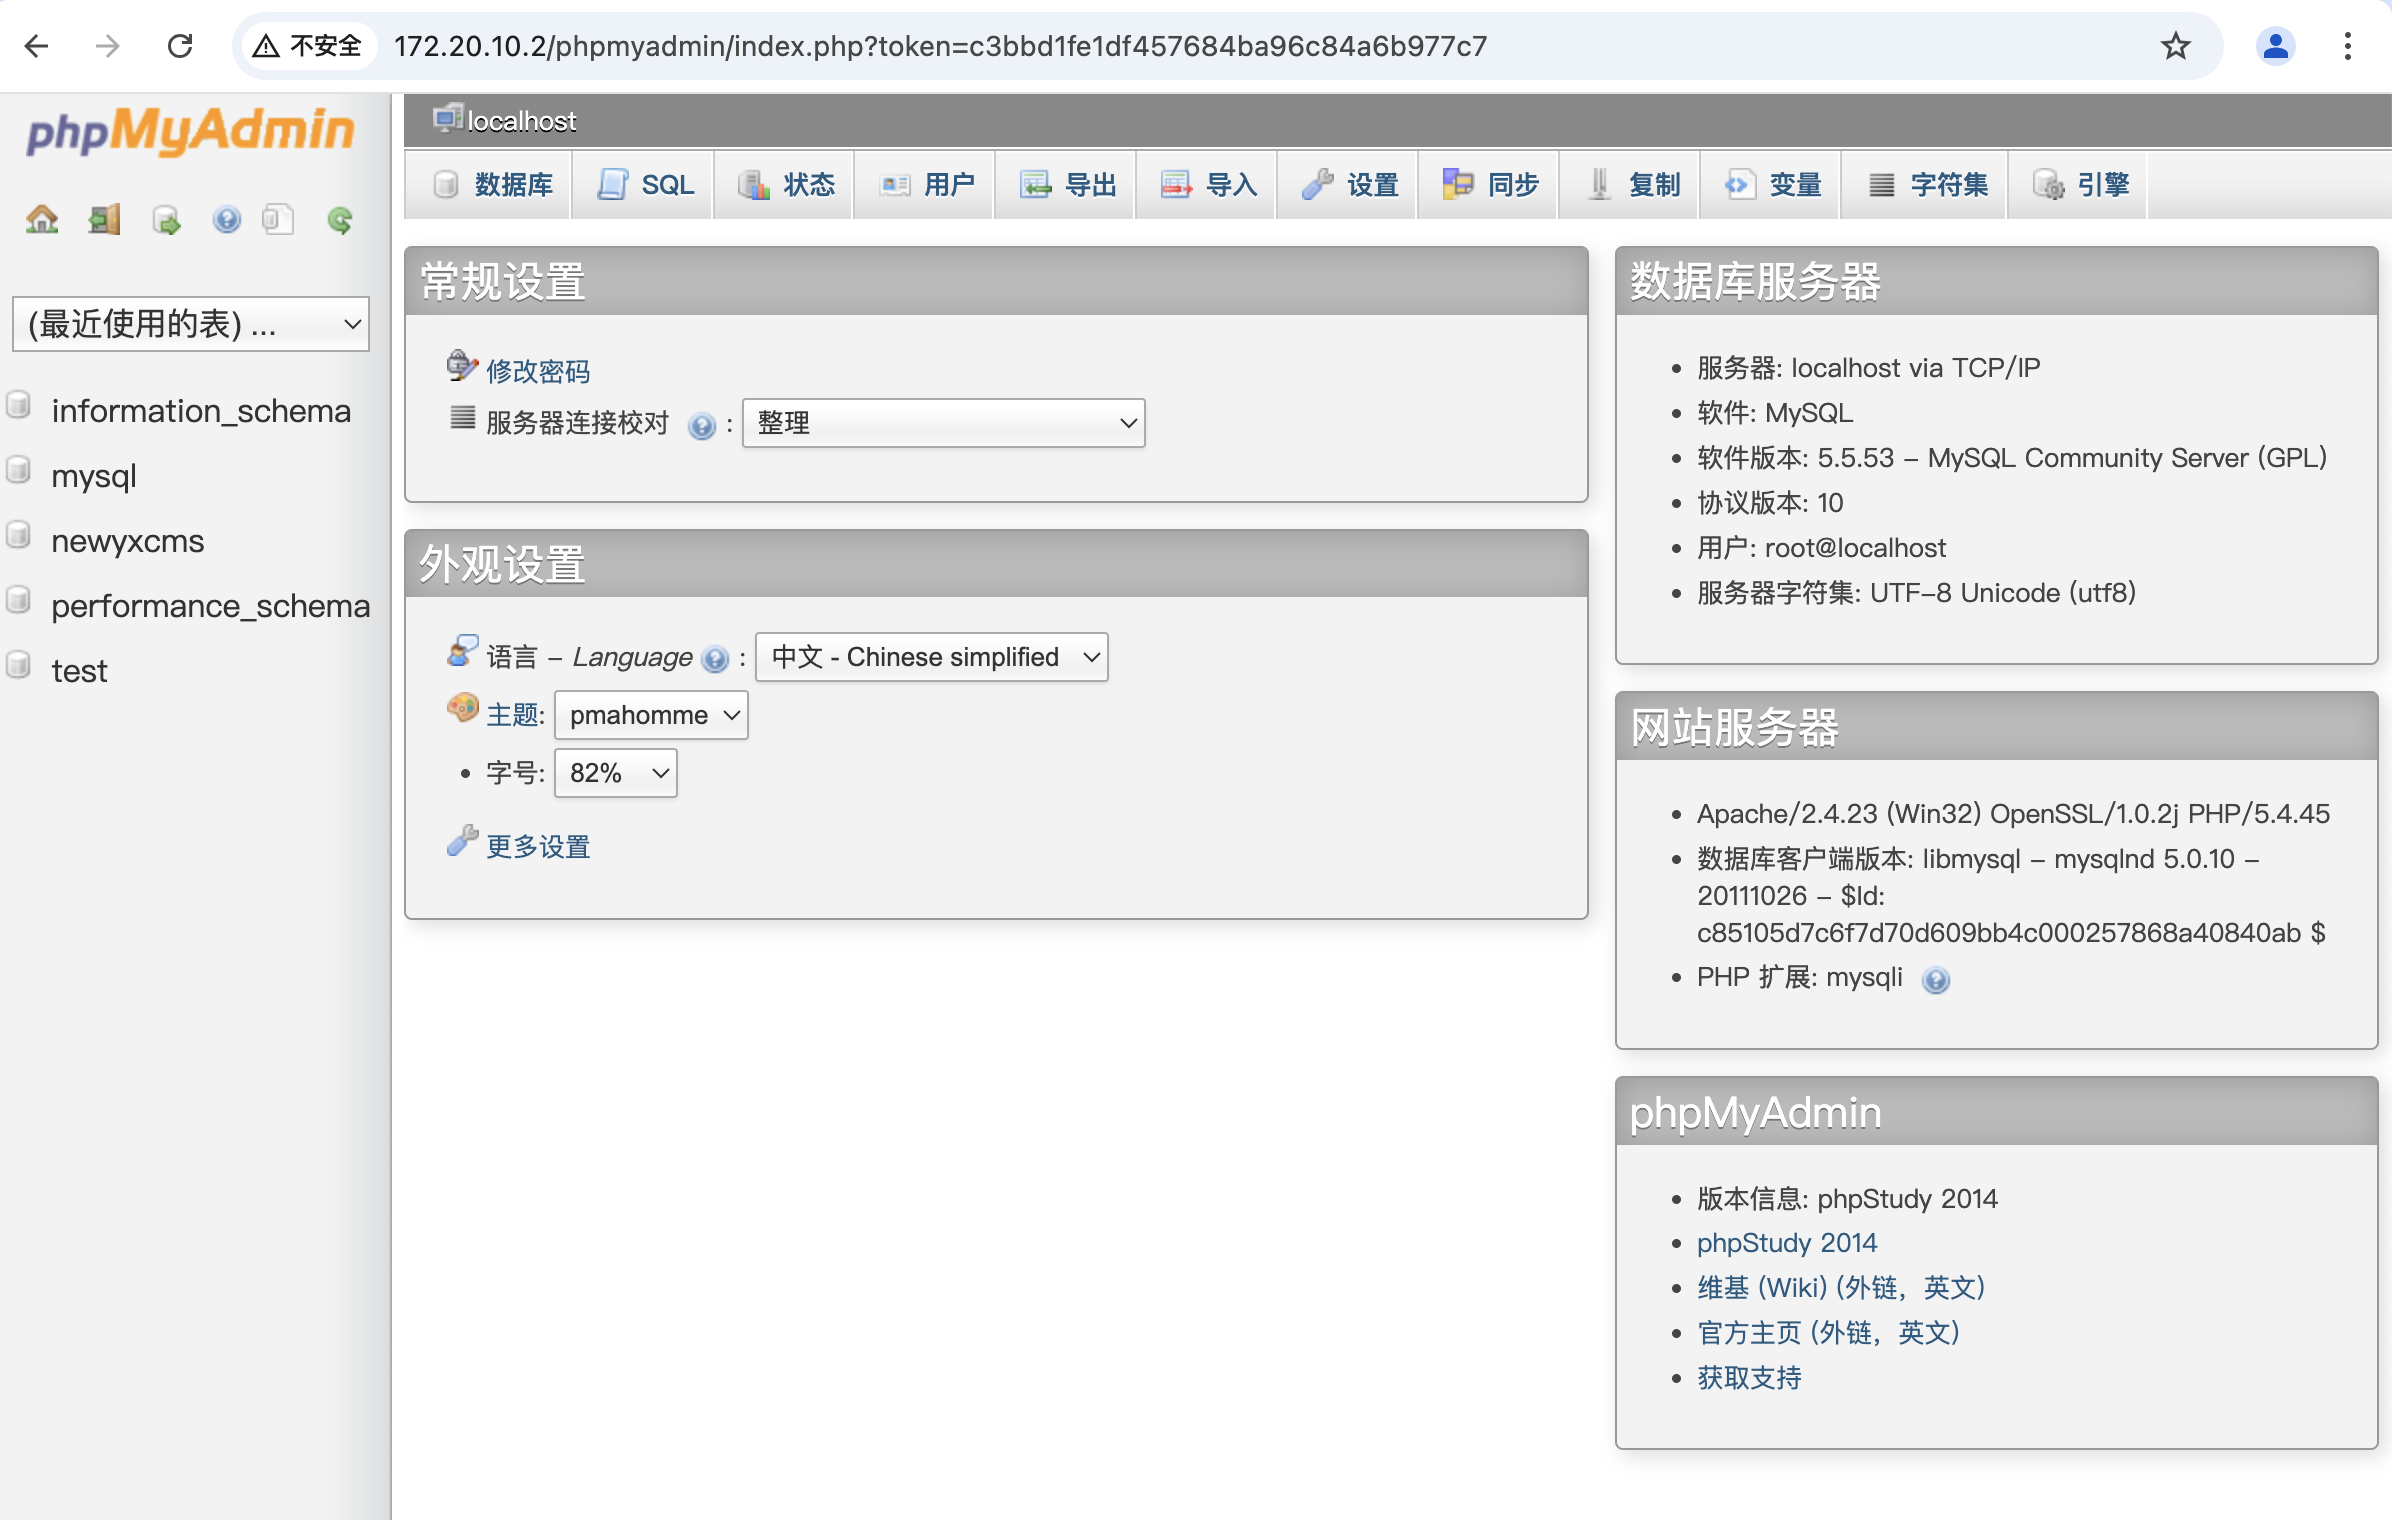 不安全 172.20.10.2/phpmyadmin/index.php?token=c3bbd1fe1df457684ba96c84a6b977c7
phpMyAdmin
(最近使用的表) ...
information_schema
mysql
newyxcms
performance_schema
test
localhost
数据库 SQL 状态 用户 导出 导入 设置 同步 复制 变量 字符集 引擎
常规设置
修改密码
服务器连接校对 : 整理
外观设置
语言 – Language : 中文 - Chinese simplified
主题: pmahomme
• 字号: 82%
更多设置
数据库服务器
• 服务器: localhost via TCP/IP
• 软件: MySQL
• 软件版本: 5.5.53 – MySQL Community Server (GPL)
• 协议版本: 10
• 用户: root@localhost
• 服务器字符集: UTF–8 Unicode (utf8)
网站服务器
• Apache/2.4.23 (Win32) OpenSSL/1.0.2j PHP/5.4.45
• 数据库客户端版本: libmysql – mysqlnd 5.0.10 –
20111026 – $Id:
c85105d7c6f7d70d609bb4c000257868a40840ab $
• PHP 扩展: mysqli
phpMyAdmin
• 版本信息: phpStudy 2014
• phpStudy 2014
• 维基 (Wiki) (外链，英文)
• 官方主页 (外链，英文)
• 获取支持